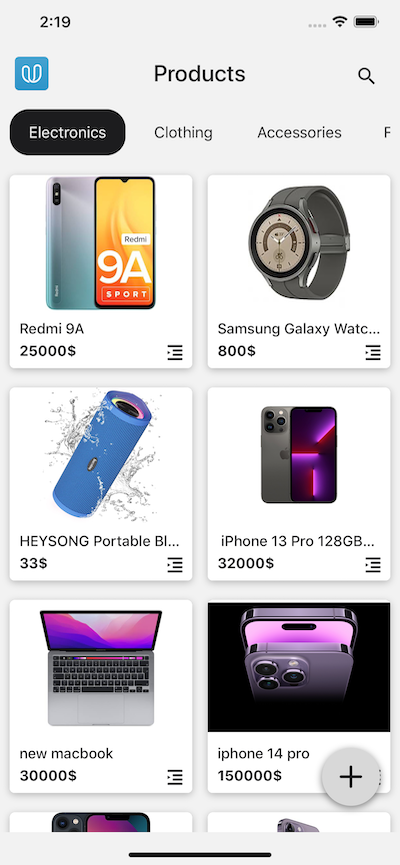 2:19
Products
Electronics
Clothing
Accessories
F
Redmi
9A
SPORT
Redmi
Redmi 9A
25000$
Samsung Galaxy Watc...
800$
HEYSONG Portable Bl...
33$
iPhone 13 Pro 128GB...
32000$
new macbook
30000$
iphone 14 pro
150000$